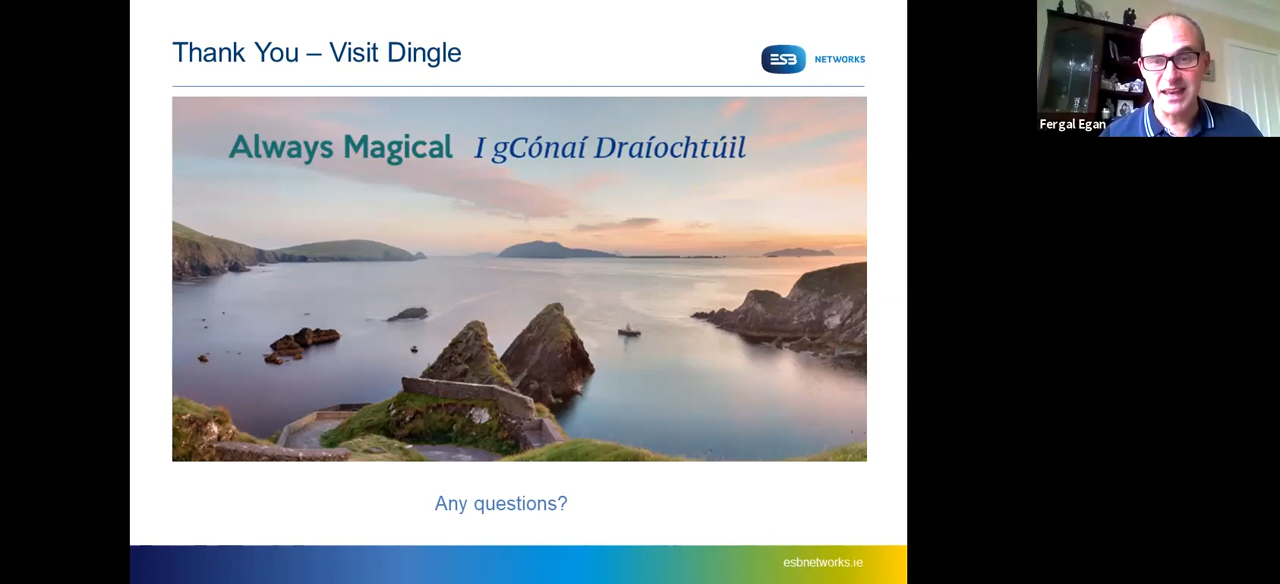 Thank You – Visit Dingle
ESB NETWORKS
Always Magical I gCónaí Draíochtúil
Any questions?
esbnetworks.ie
Fergal Egan